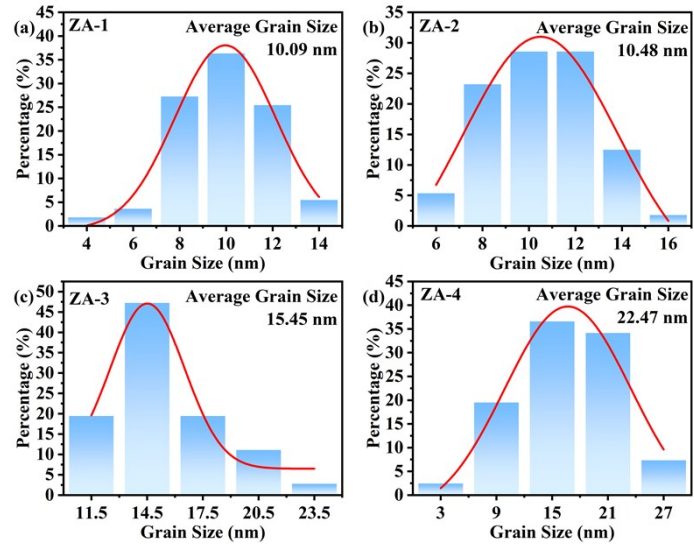 (a) ZA-1 Average Grain Size
10.09 nm
Percentage (%)
45
40
35
30
25
20
15
10
5
0
4 6 8 10 12 14
Grain Size (nm)
(b) ZA-2 Average Grain Size
10.48 nm
Percentage (%)
35
30
25
20
15
10
5
0
6 8 10 12 14 16
Grain Size (nm)
(c) ZA-3 Average Grain Size
15.45 nm
Percentage (%)
50
45
40
35
30
25
20
15
10
5
0
11.5 14.5 17.5 20.5 23.5
Grain Size (nm)
(d) ZA-4 Average Grain Size
22.47 nm
Percentage (%)
45
40
35
30
25
20
15
10
5
0
3 9 15 21 27
Grain Size (nm)